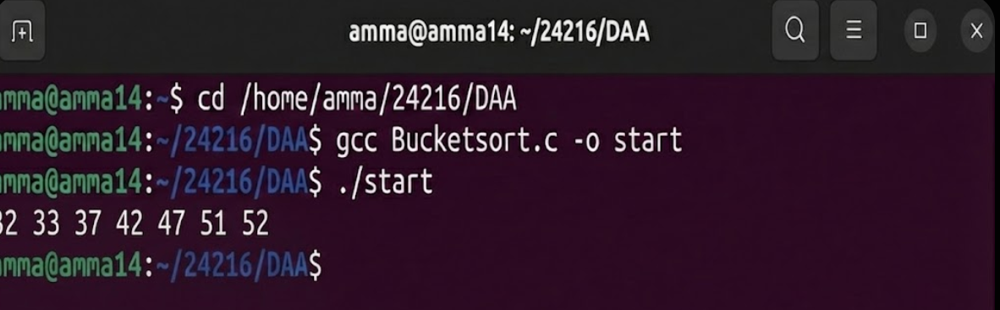 amma@amma14: ~/24216/DAA
amma@amma14:~$ cd /home/amma/24216/DAA
amma@amma14:~/24216/DAA$ gcc Bucketsort.c -o start
amma@amma14:~/24216/DAA$ ./start
32 33 37 42 47 51 52
amma@amma14:~/24216/DAA$